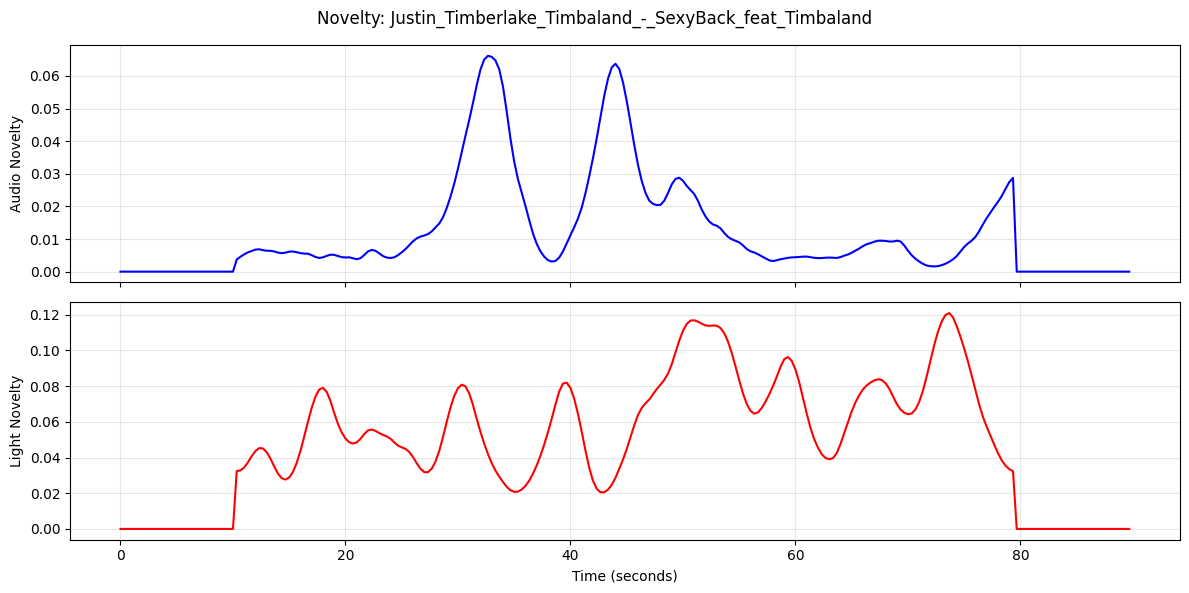 Novelty: Justin_Timberlake_Timbaland_-_SexyBack_feat_Timbaland
Audio Novelty
0.06
0.05
0.04
0.03
0.02
0.01
0.00
Light Novelty
0.12
0.10
0.08
0.06
0.04
0.02
0.00
0 20 40 60 80
Time (seconds)